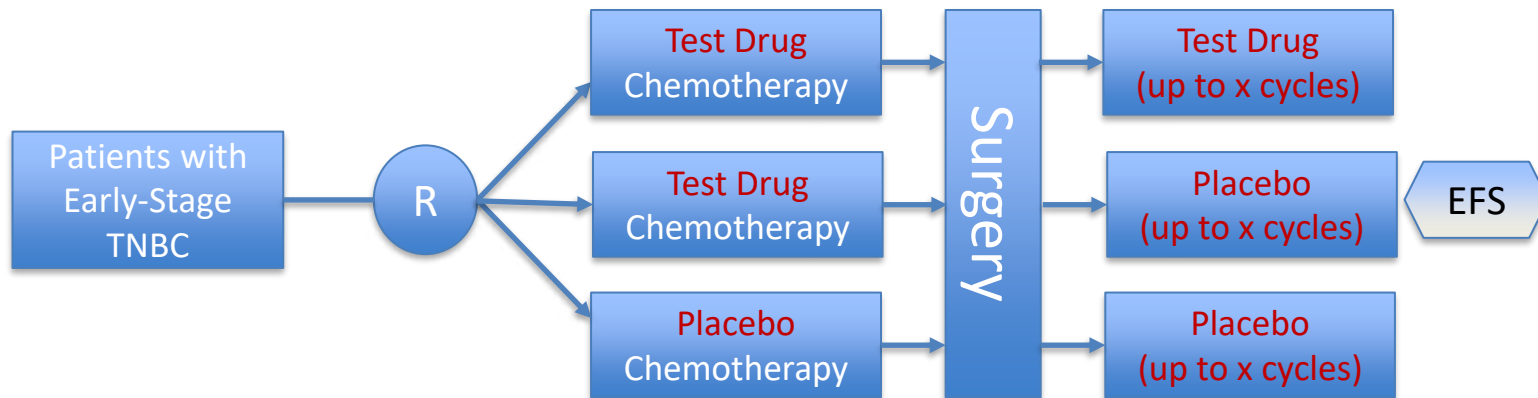 Patients with
Early-Stage
TNBC
R
Test Drug
Chemotherapy
Test Drug
Chemotherapy
Placebo
Chemotherapy
Surgery
Test Drug
(up to x cycles)
Placebo
(up to x cycles)
Placebo
(up to x cycles)
EFS